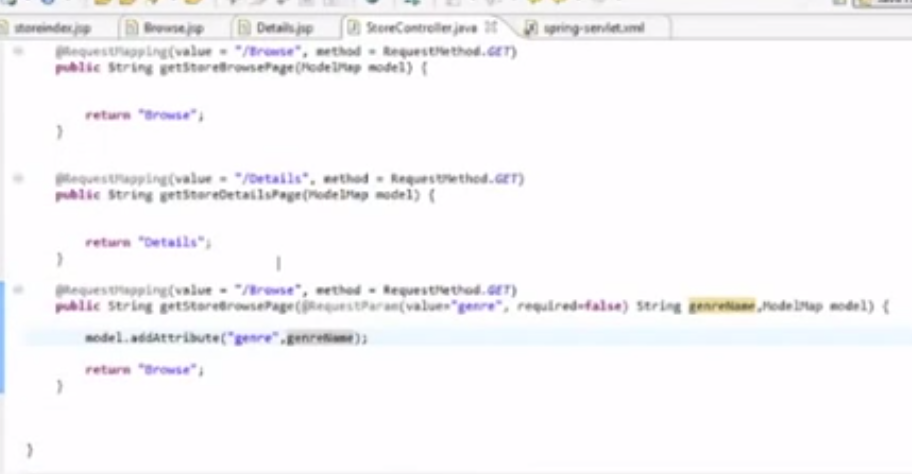 storeindex.jsp Browse.jsp Details.jsp StoreController.java spring-servlet.xml
@RequestMapping(value = "/Browse", method = RequestMethod.GET)
public String getStoreBrowsePage(ModelMap model) {
return "Browse";
}
@RequestMapping(value = "/Details", method = RequestMethod.GET)
public String getStoreDetailsPage(ModelMap model) {
return "Details";
}
@RequestMapping(value = "/Browse", method = RequestMethod.GET)
public String getStoreBrowsePage(@RequestParam(value="genre", required=false) String genreName,ModelMap model) {
model.addAttribute("genre",genreName);
return "Browse";
}
}